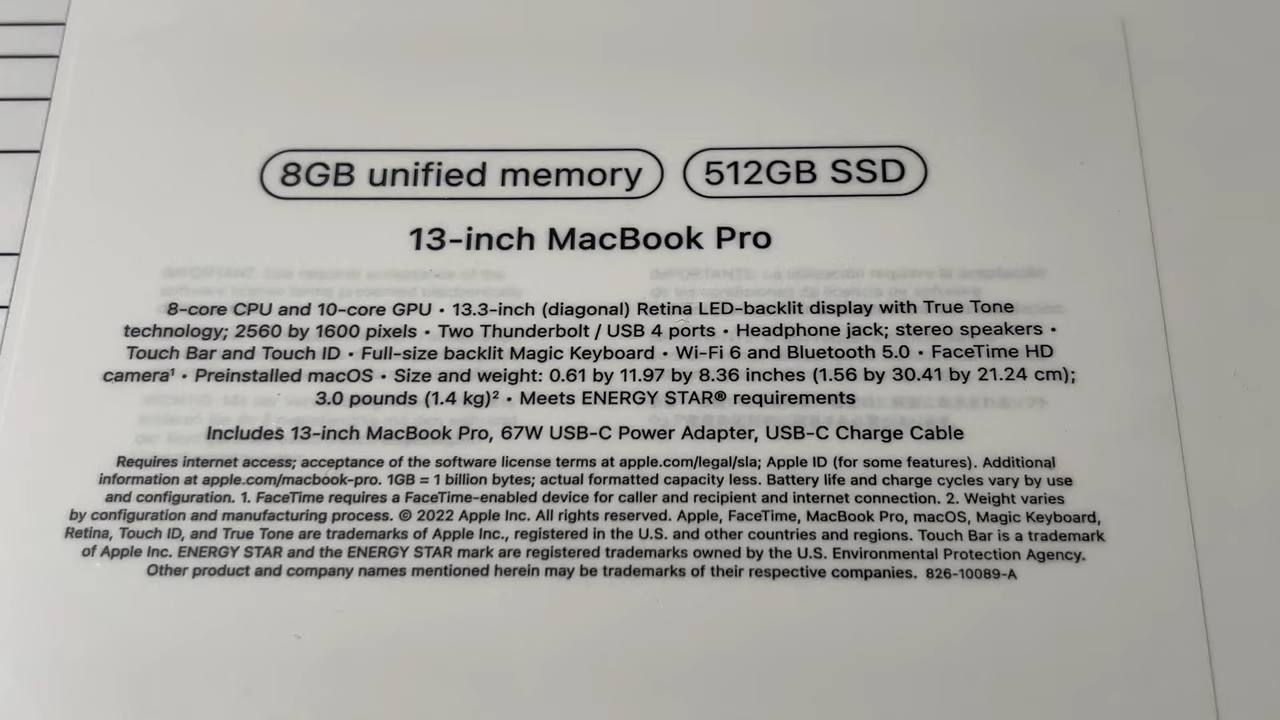 8GB unified memory 512GB SSD
13-inch MacBook Pro
8-core CPU and 10-core GPU • 13.3-inch (diagonal) Retina LED-backlit display with True Tone
technology; 2560 by 1600 pixels • Two Thunderbolt / USB 4 ports • Headphone jack; stereo speakers •
Touch Bar and Touch ID • Full-size backlit Magic Keyboard • Wi-Fi 6 and Bluetooth 5.0 • FaceTime HD
camera¹ • Preinstalled macOS • Size and weight: 0.61 by 11.97 by 8.36 inches (1.56 by 30.41 by 21.24 cm);
3.0 pounds (1.4 kg)² • Meets ENERGY STAR® requirements
Includes 13-inch MacBook Pro, 67W USB-C Power Adapter, USB-C Charge Cable
Requires internet access; acceptance of the software license terms at apple.com/legal/sla; Apple ID (for some features). Additional
information at apple.com/macbook-pro. 1GB = 1 billion bytes; actual formatted capacity less. Battery life and charge cycles vary by use
and configuration. 1. FaceTime requires a FaceTime-enabled device for caller and recipient and internet connection. 2. Weight varies
by configuration and manufacturing process. © 2022 Apple Inc. All rights reserved. Apple, FaceTime, MacBook Pro, macOS, Magic Keyboard,
Retina, Touch ID, and True Tone are trademarks of Apple Inc., registered in the U.S. and other countries and regions. Touch Bar is a trademark
of Apple Inc. ENERGY STAR and the ENERGY STAR mark are registered trademarks owned by the U.S. Environmental Protection Agency.
Other product and company names mentioned herein may be trademarks of their respective companies. 826-10089-A